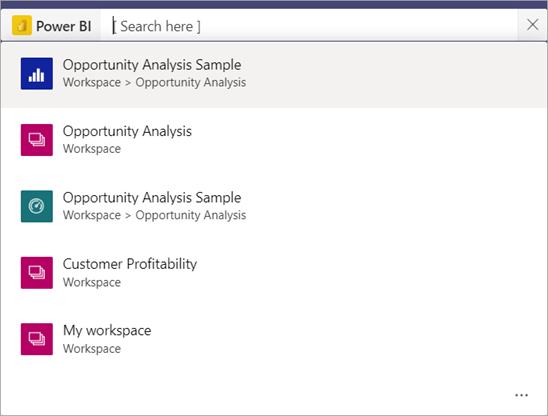 Power BI [ Search here ]
Opportunity Analysis Sample
Workspace > Opportunity Analysis
Opportunity Analysis
Workspace
Opportunity Analysis Sample
Workspace > Opportunity Analysis
Customer Profitability
Workspace
My workspace
Workspace